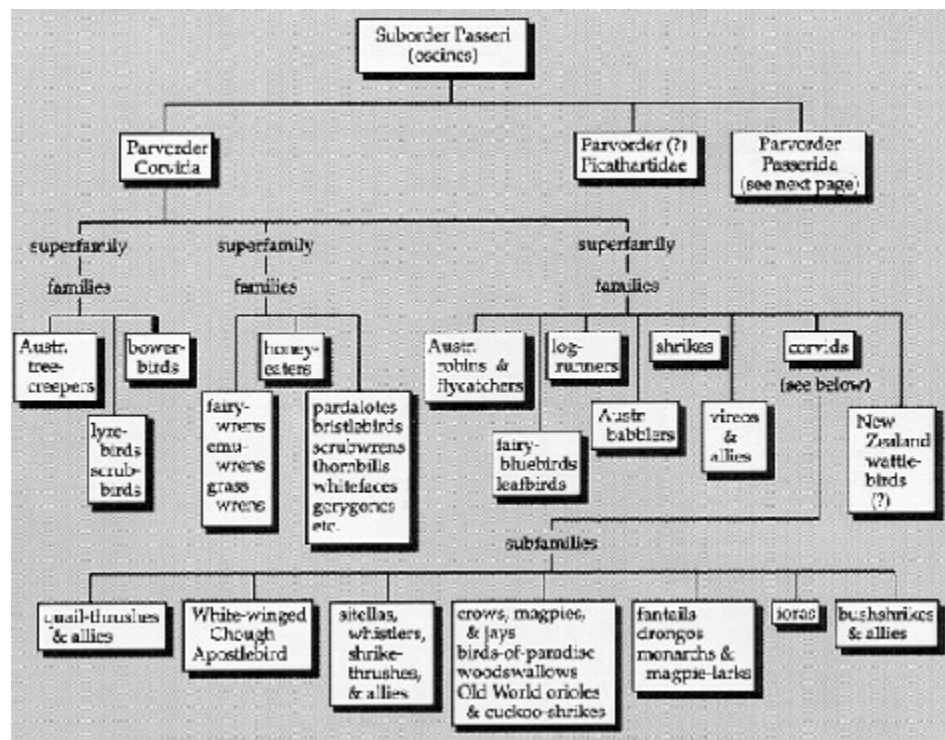 Suborder Passeri
(oscines)
Parvorder
Corvida
Parvorder (?)
Picathartidae
Parvorder
Passerida
(see next page)
superfamily
superfamily
superfamily
families
families
families
Austr.
tree-
creepers
bower-
birds
lyre-
birds
scrub-
birds
honey-
eaters
fairy-
wrens
emu-
wrens
grass
wrens
pardalotes
bristlebirds
scrubwrens
thornbills
whitefaces
gerygones
etc.
Austr.
robins &
flycatchers
log-
runners
shrikes
corvids
(see below)
fairy-
bluebirds
leafbirds
Austr.
babblers
vireos
&
allies
New
Zealand
wattle-
birds
(?)
subfamilies
quail-thrushes
& allies
White-winged
Chough
Apostlebird
sitellas,
whistlers,
shrike-
thrushes,
& allies
crows, magpies,
& jays
birds-of-paradise
woodswallows
Old World orioles
& cuckoo-shrikes
fantails
drongos
monarchs &
magpie-larks
ioras
bushshrikes
& allies